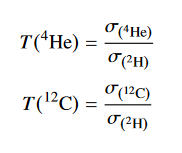 T(⁴He) = σ(⁴He) / σ(²H)
T(¹²C) = σ(¹²C) / σ(²H)